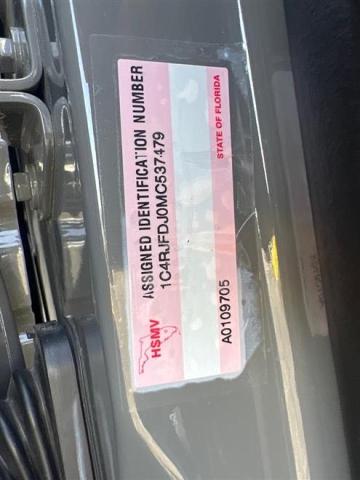 ASSIGNED IDENTIFICATION NUMBER
1C4RJFDJ0MC537479
HSMV
A0109705
STATE OF FLORIDA